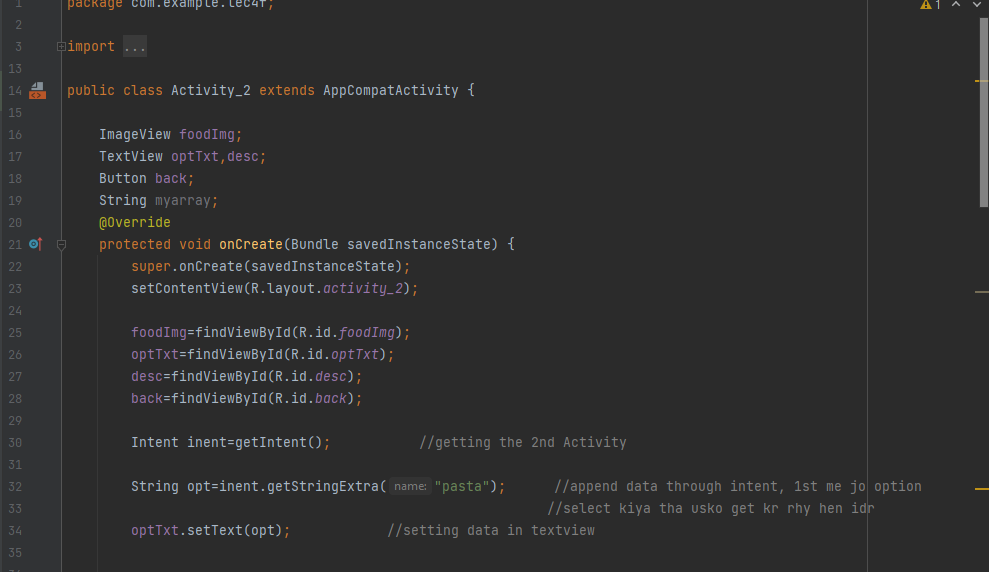 1 package com.example.lec4f;
2
3 import ...
13
14 public class Activity_2 extends AppCompatActivity {
15
16 ImageView foodImg;
17 TextView optTxt,desc;
18 Button back;
19 String myarray;
20 @Override
21 protected void onCreate(Bundle savedInstanceState) {
22 super.onCreate(savedInstanceState);
23 setContentView(R.layout.activity_2);
24
25 foodImg=findViewById(R.id.foodImg);
26 optTxt=findViewById(R.id.optTxt);
27 desc=findViewById(R.id.desc);
28 back=findViewById(R.id.back);
29
30 Intent inent=getIntent(); //getting the 2nd Activity
31
32 String opt=inent.getStringExtra( name: "pasta"); //append data through intent, 1st me jo option
33 //select kiya tha usko get kr rhy hen idr
34 optTxt.setText(opt); //setting data in textview
35
1